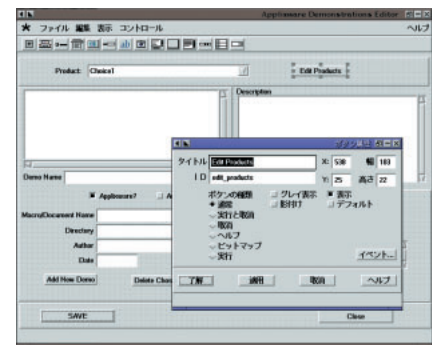 Applixware Demonstrations Editor
★ ファイル 編集 表示 コントロール ヘルプ
Product: Choice1 Edit Products
Description
タイトル Edit Products X: 530 幅 103
ID edit_products Y: 25 高さ 22
Demo Name
ボタンの種類 グレイ表示 表示
通常 影付け デフォルト
Applixware?
実行と取消
Macro/Document Name
取消
Directory
ヘルプ
Author
ビットマップ
Date
実行 イベント...
Add New Demo
了解 適用 取消 ヘルプ
SAVE Close